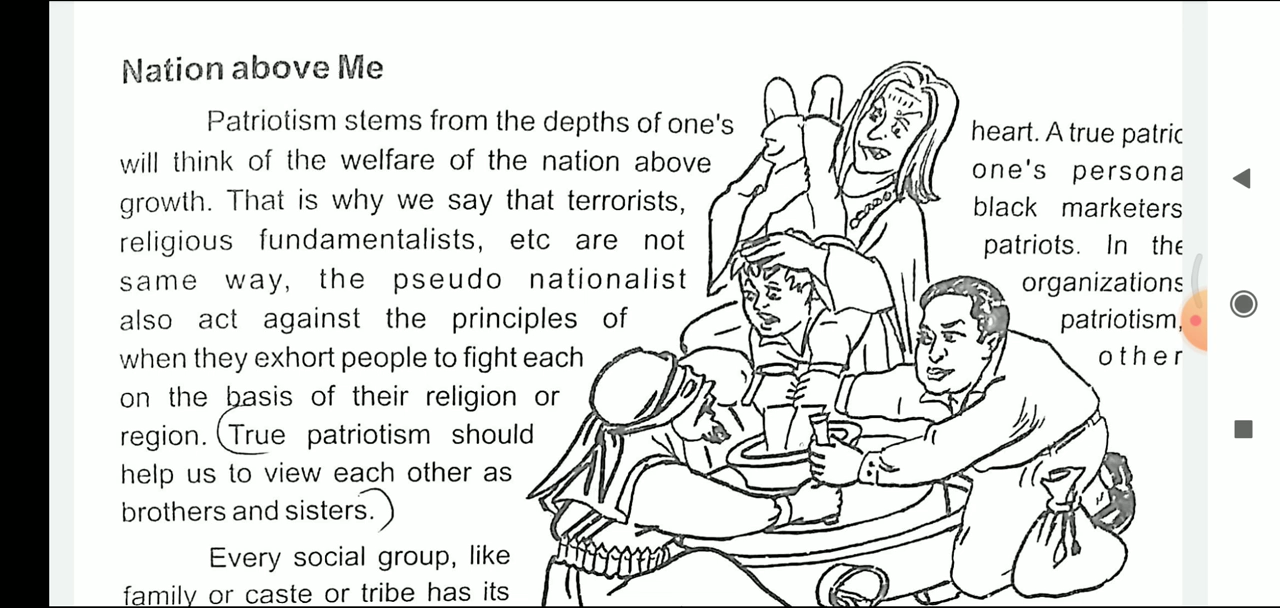 Nation above Me
Patriotism stems from the depths of one's heart. A true
will think of the welfare of the nation above one's
growth. That is why we say that terrorists, black marketers
religious fundamentalists, etc are not patriots. In
same way, the pseudo nationalist organizations
also act against the principles of patriotism,
when they exhort people to fight each other
on the basis of their religion or
region. (True patriotism should
help us to view each other as
brothers and sisters.)
Every social group, like
family or caste or tribe has its